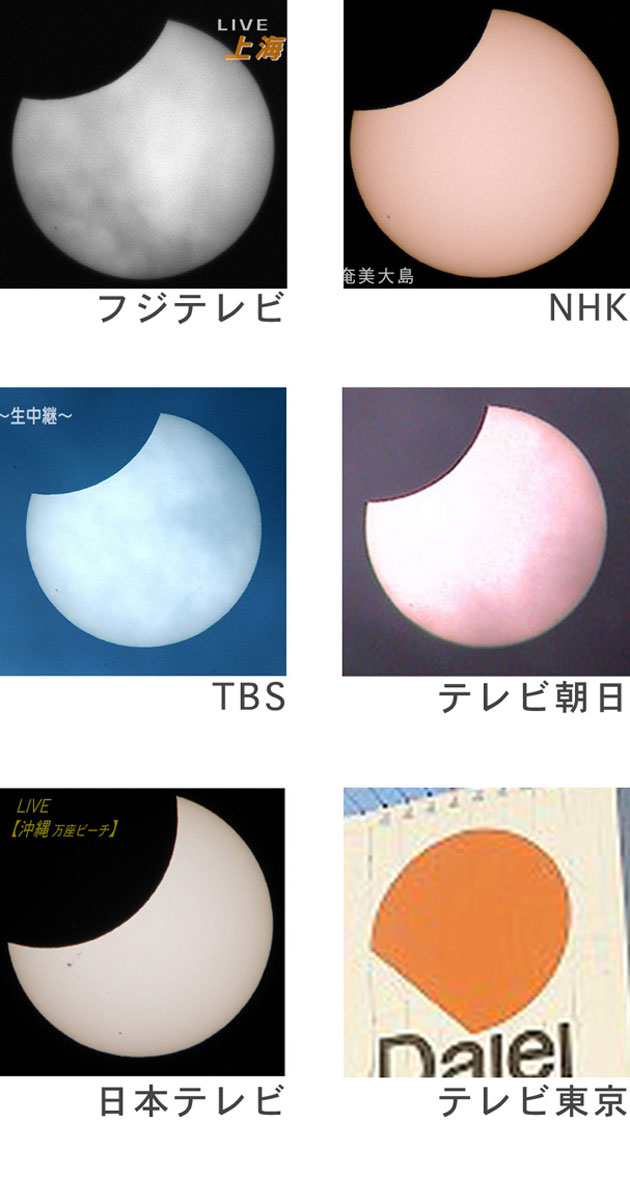 LIVE
上海
フジテレビ
奄美大島
NHK
～生中継～
TBS
テレビ朝日
LIVE
【沖縄 万座ビーチ】
日本テレビ
Daiei
テレビ東京